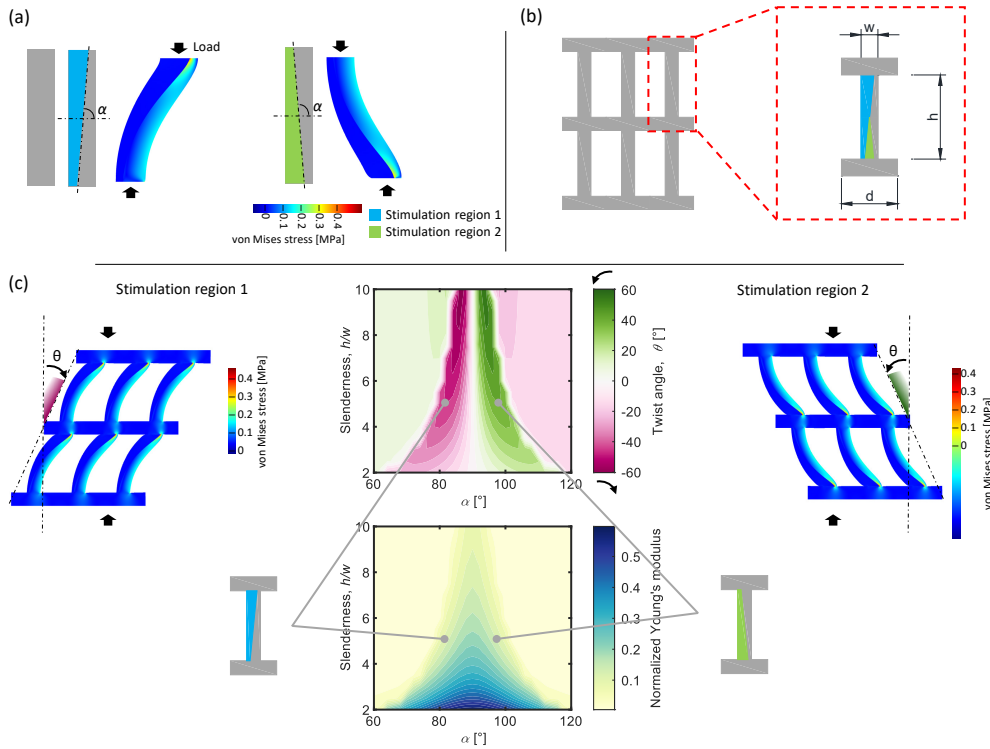 (a)
Load
α
α
0
0.1
0.2
0.3
0.4
von Mises stress [MPa]
Stimulation region 1
Stimulation region 2
(b)
w
h
d
(c)
Stimulation region 1
θ
0.4
0.3
0.2
0.1
0
von Mises stress [MPa]
Slenderness, h/w
10
8
6
4
2
60
80
100
120
α [°]
60
40
20
0
-20
-40
-60
Twist angle, θ [°]
Stimulation region 2
θ
0.4
0.3
0.2
0.1
0
von Mises stress [MPa]
Slenderness, h/w
10
8
6
4
2
60
80
100
120
α [°]
0.5
0.4
0.3
0.2
0.1
Normalized Young's modulus